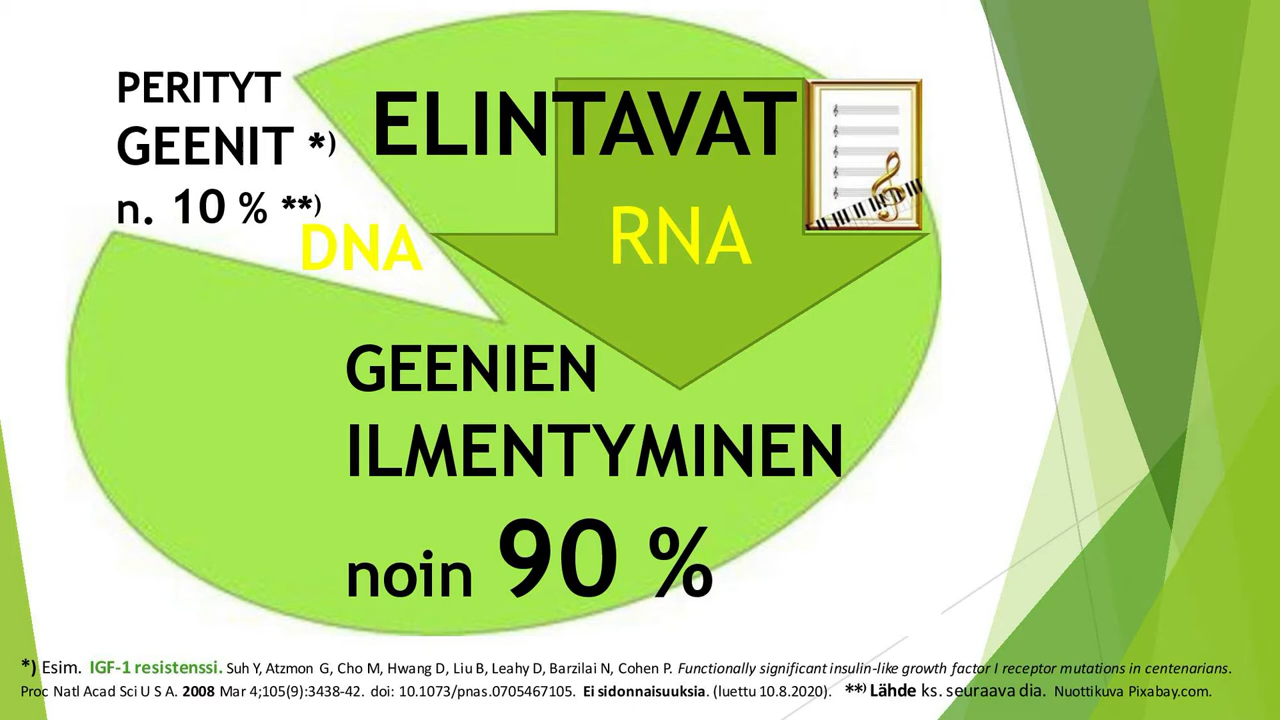 PERITYT
GEENIT *)
n. 10 % **)
DNA
ELINTAVAT
RNA
GEENIEN
ILMENTYMINEN
noin 90 %
*) Esim. IGF-1 resistenssi. Suh Y, Atzmon G, Cho M, Hwang D, Liu B, Leahy D, Barzilai N, Cohen P. Functionally significant insulin-like growth factor I receptor mutations in centenarians.
Proc Natl Acad Sci U S A. 2008 Mar 4;105(9):3438-42. doi: 10.1073/pnas.0705467105. Ei sidonnaisuuksia. (luettu 10.8.2020). **) Lähde ks. seuraava dia. Nuottikuva Pixabay.com.